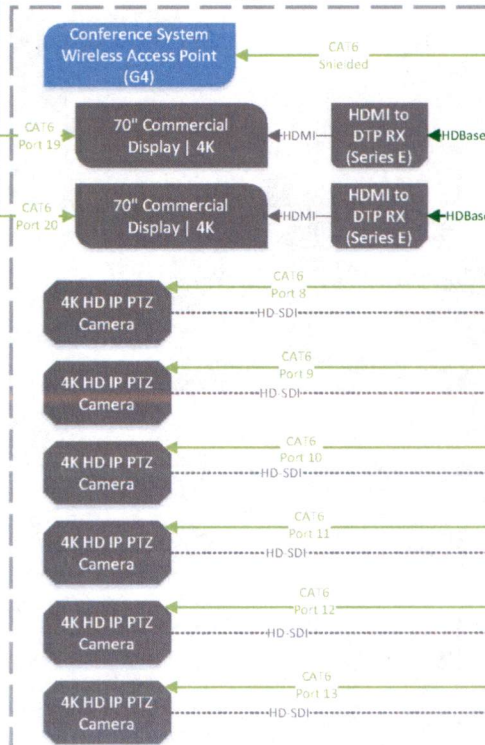 Conference System
Wireless Access Point
(G4)
CAT6
Shielded
CAT6
Port 19
70" Commercial
Display | 4K
HDMI
HDMI to
DTP RX
(Series E)
HDBase
CAT6
Port 20
70" Commercial
Display | 4K
HDMI
HDMI to
DTP RX
(Series E)
HDBase
CAT6
Port 8
4K HD IP PTZ
Camera
HD-SDI
CAT6
Port 9
4K HD IP PTZ
Camera
HD-SDI
CAT6
Port 10
4K HD IP PTZ
Camera
HD-SDI
CAT6
Port 11
4K HD IP PTZ
Camera
HD-SDI
CAT6
Port 12
4K HD IP PTZ
Camera
HD-SDI
CAT6
Port 13
4K HD IP PTZ
Camera
HD-SDI